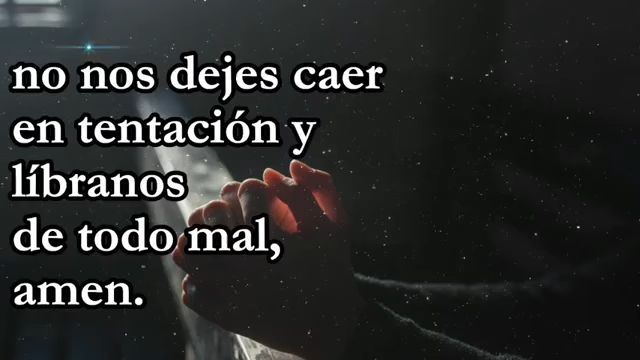 no nos dejes caer
en tentación y
líbranos
de todo mal,
amen.